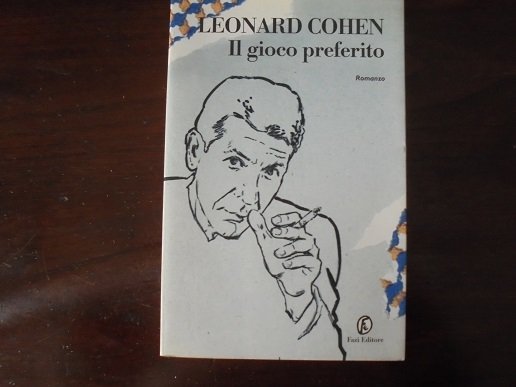 LEONARD COHEN
Il gioco preferito
Romanzo
Fazi Editore